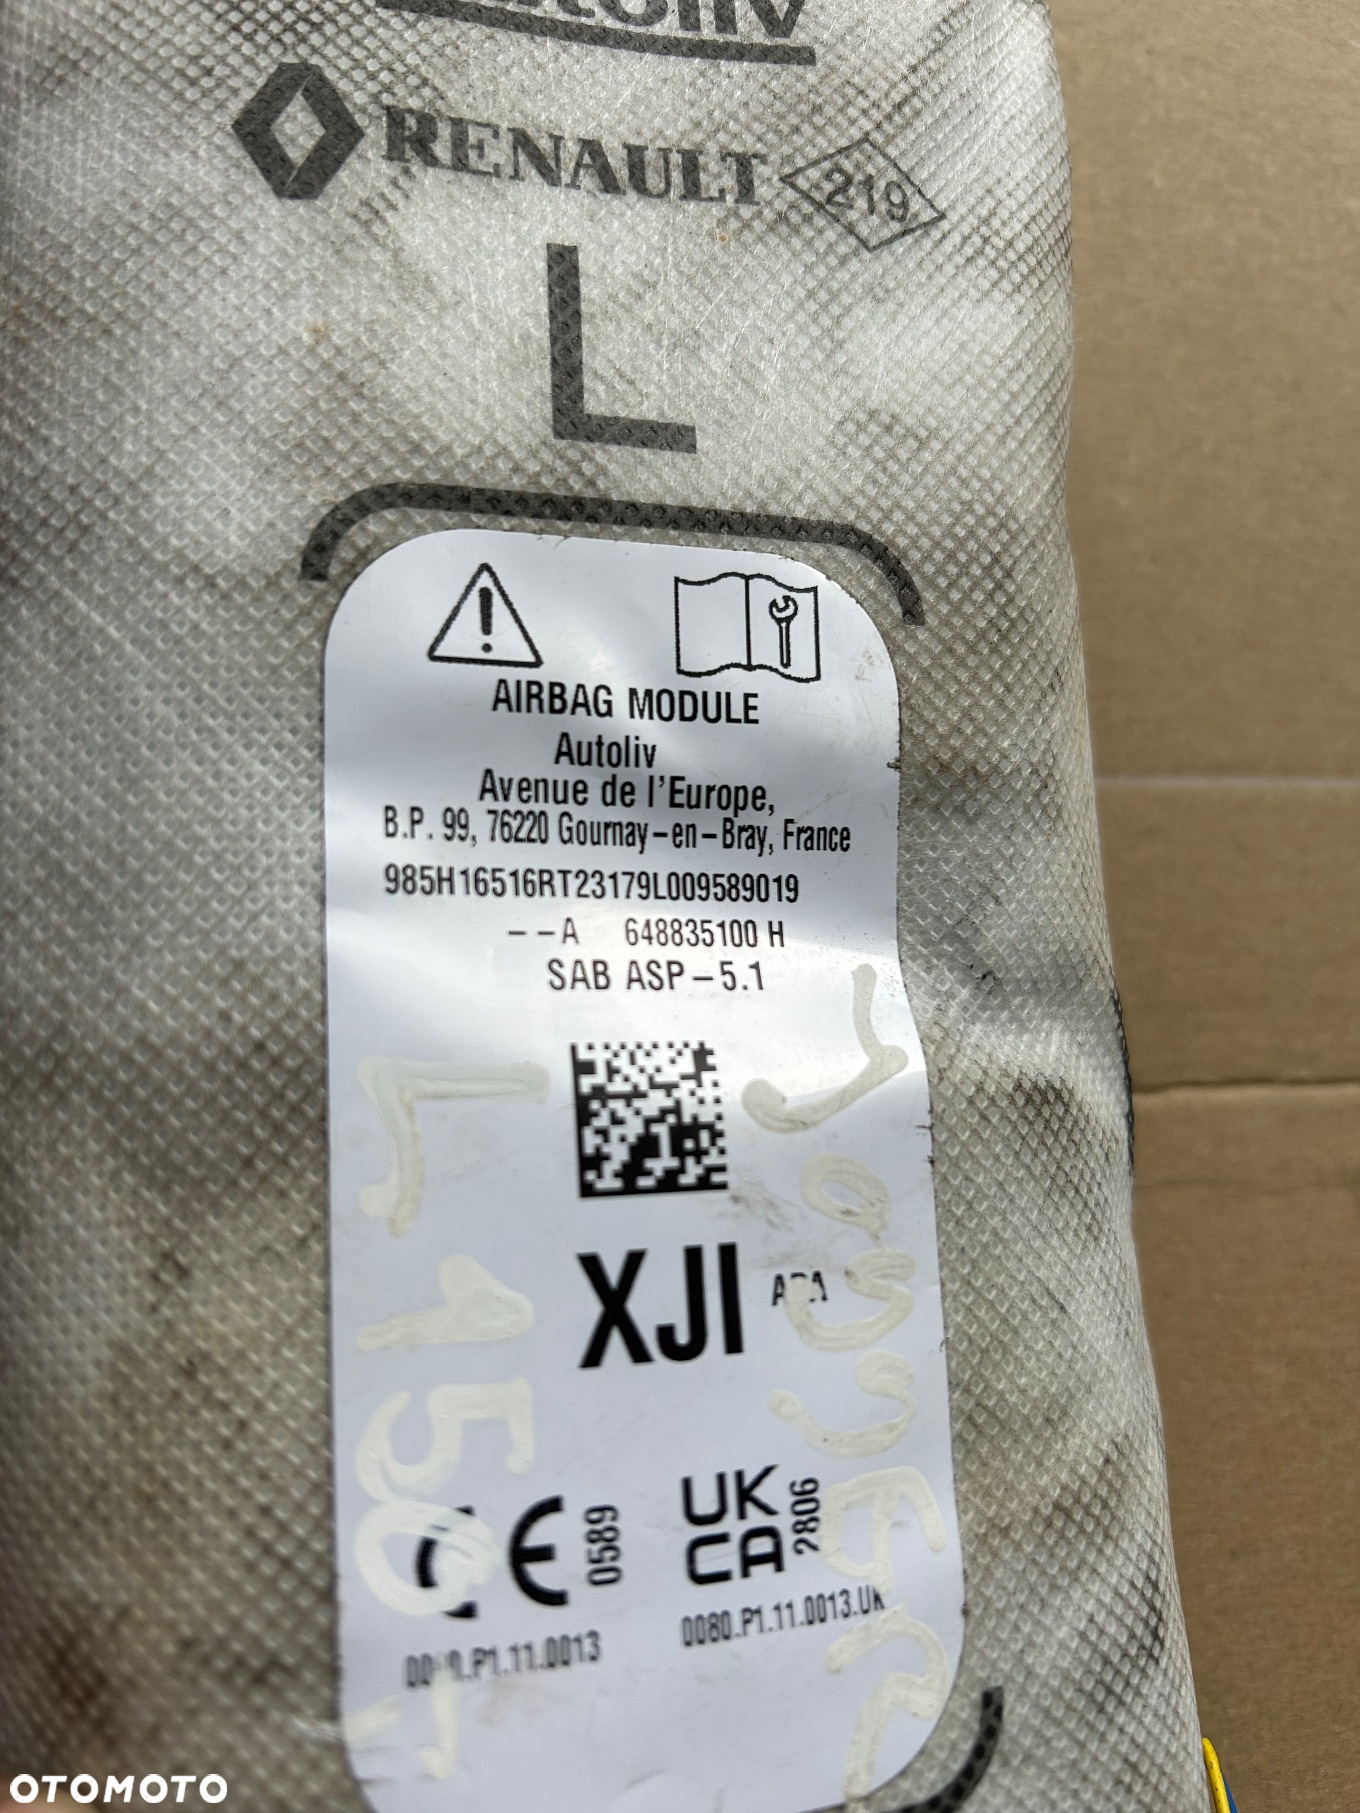 RENAULT 219
L
AIRBAG MODULE
Autoliv
Avenue de l'Europe,
B.P. 99, 76220 Gournay-en-Bray, France
985H16516RT23179L009589019
--A 648835100 H
SAB ASP-5.1
XJI
CE 0589
UK
CA 2806
0080.P1.11.0013.UK
OTOMOTO